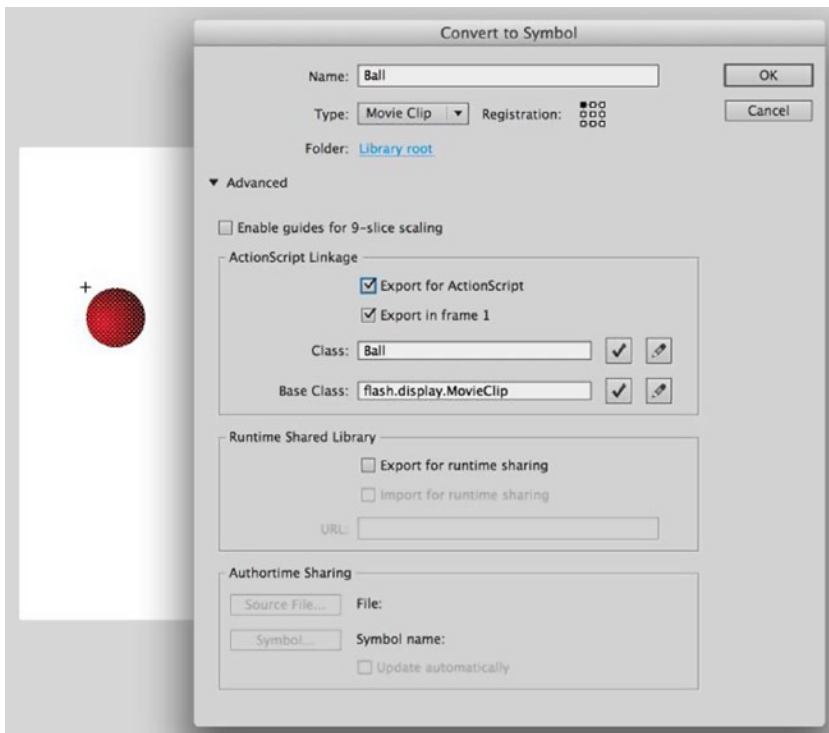 Convert to Symbol
Name: Ball
OK
Type: Movie Clip Registration:
Cancel
Folder: Library root
Advanced
Enable guides for 9-slice scaling
ActionScript Linkage
Export for ActionScript
Export in frame 1
Class: Ball
Base Class: flash.display.MovieClip
Runtime Shared Library
Export for runtime sharing
Import for runtime sharing
URL:
Authortime Sharing
Source File... File:
Symbol... Symbol name:
Update automatically